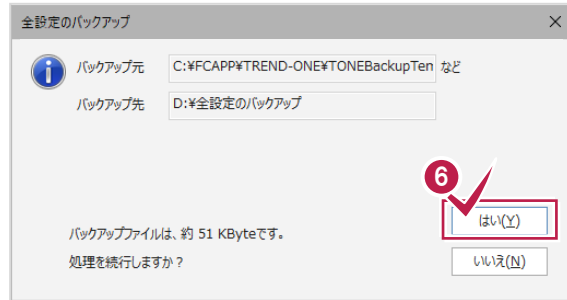 全設定のバックアップ
バックアップ元 C:¥FCAPP¥TREND-ONE¥TONEBackupTen など
バックアップ先 D:¥全設定のバックアップ
6
はい(Y)
バックアップファイルは、約 51 KByteです。
処理を続行しますか？
いいえ(N)